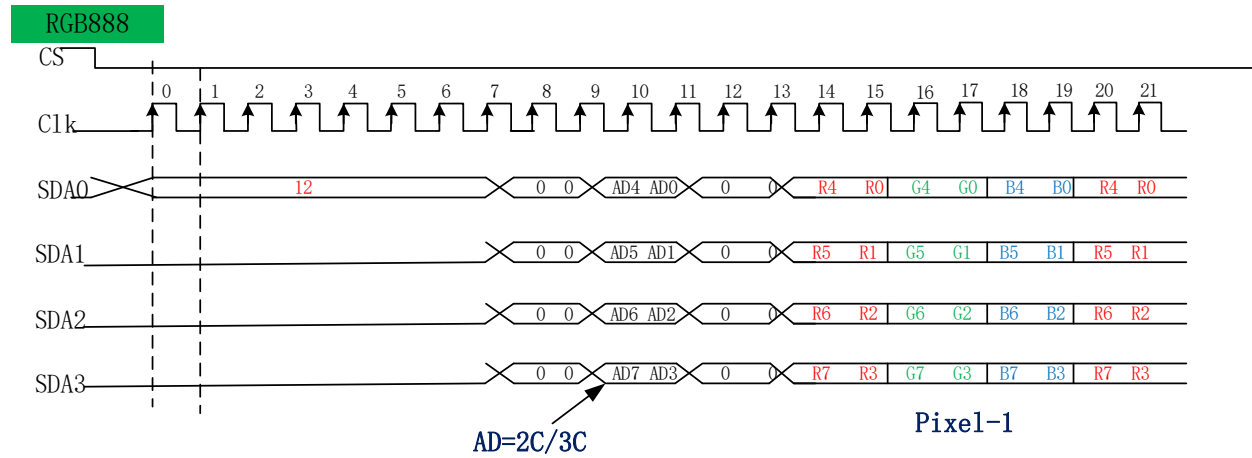 RGB888
CS
0 1 2 3 4 5 6 7 8 9 10 11 12 13 14 15 16 17 18 19 20 21
Clk
SDA0 12 0 0 AD4 AD0 0 0 R4 R0 G4 G0 B4 B0 R4 R0
SDA1 0 0 AD5 AD1 0 0 R5 R1 G5 G1 B5 B1 R5 R1
SDA2 0 0 AD6 AD2 0 0 R6 R2 G6 G2 B6 B2 R6 R2
SDA3 0 0 AD7 AD3 0 0 R7 R3 G7 G3 B7 B3 R7 R3
Pixel-1
AD=2C/3C